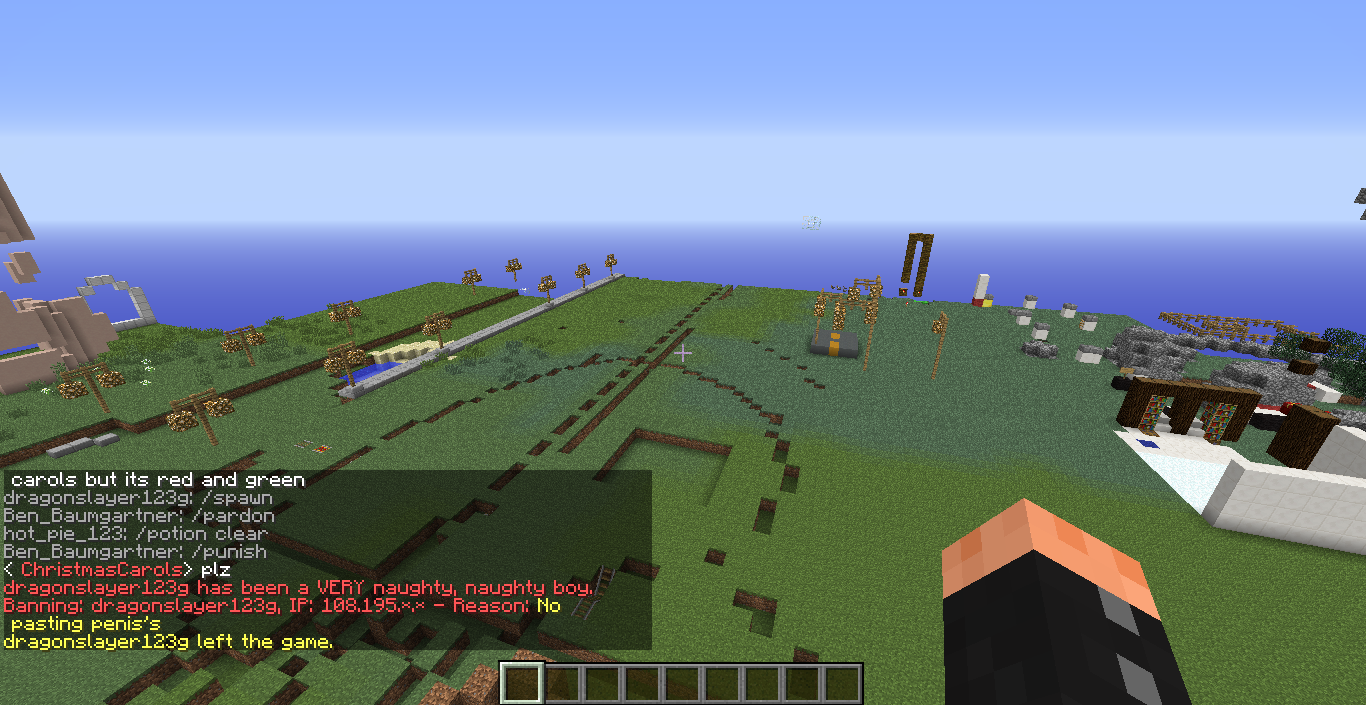 carols but its red and green
dragonslayer123g: /spawn
Ben_Baumgartner: /pardon
hot_pie_123: /potion clear
Ben_Baumgartner: /punish
< ChristmasCarols> plz
dragonslayer123g has been a VERY naughty, naughty boy.
Banning: dragonslayer123g, IP: 108.195.×.× - Reason: No
pasting penis's
dragonslayer123g left the game.